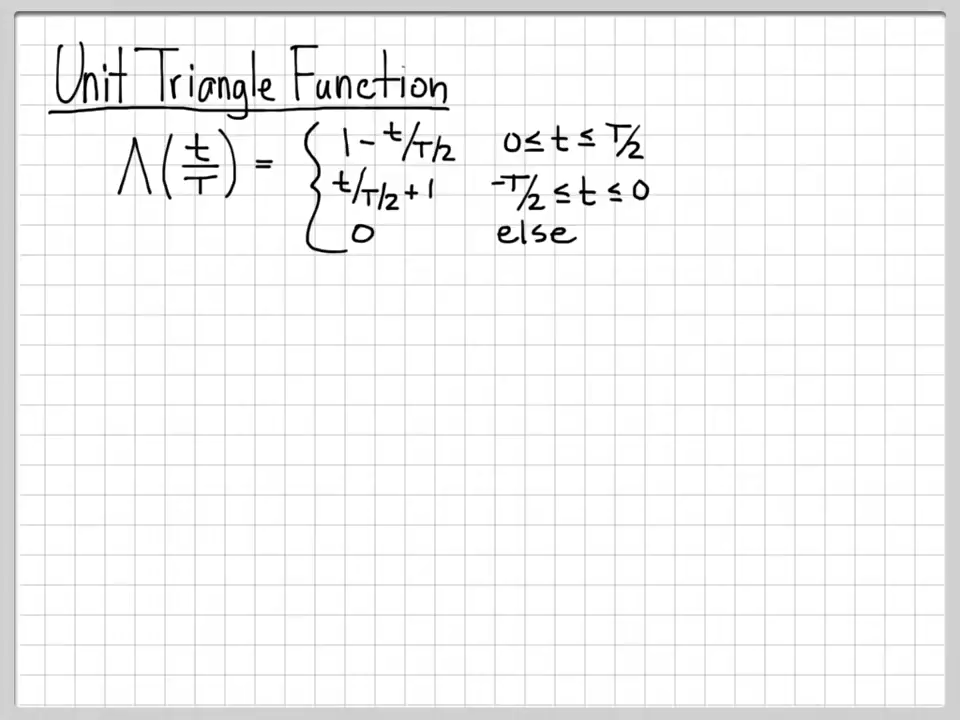 Unit Triangle Function
Λ(t/T) = { 1 - t/T/2 0 ≤ t ≤ T/2
t/T/2 + 1 -T/2 ≤ t ≤ 0
0 else